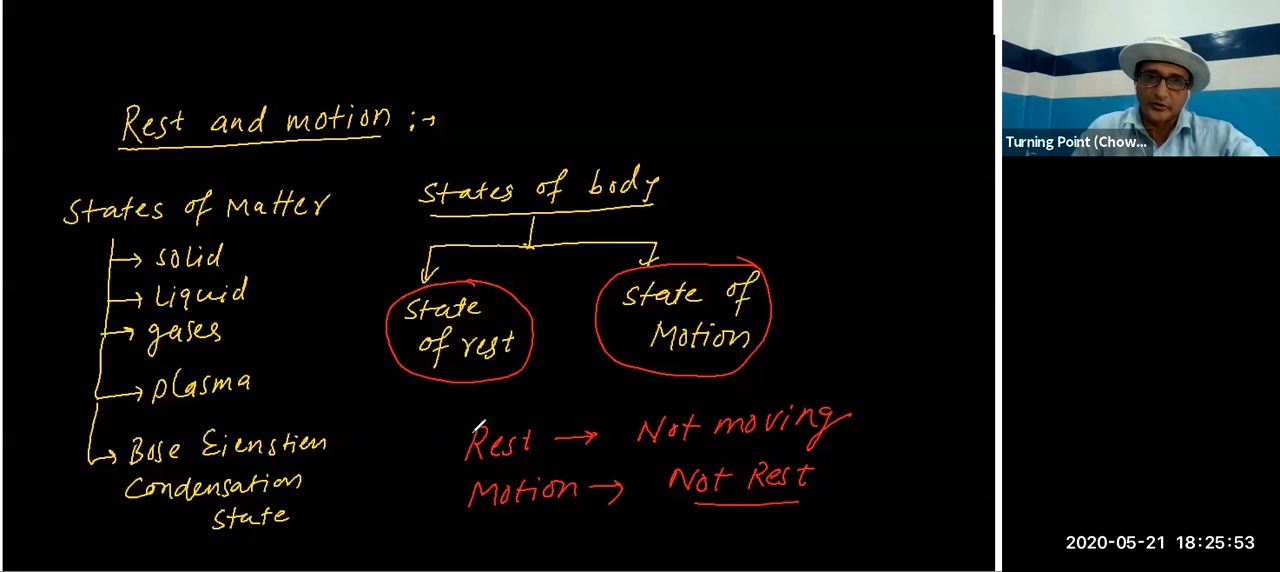 Rest and motion :→
States of Matter
→ solid
→ Liquid
→ gases
→ plasma
→ Bose Eienstien
Condensation
State
States of body
State
of rest
State of
Motion
Rest → Not moving
Motion → Not Rest
Turning Point (Chow...
2020-05-21 18:25:53